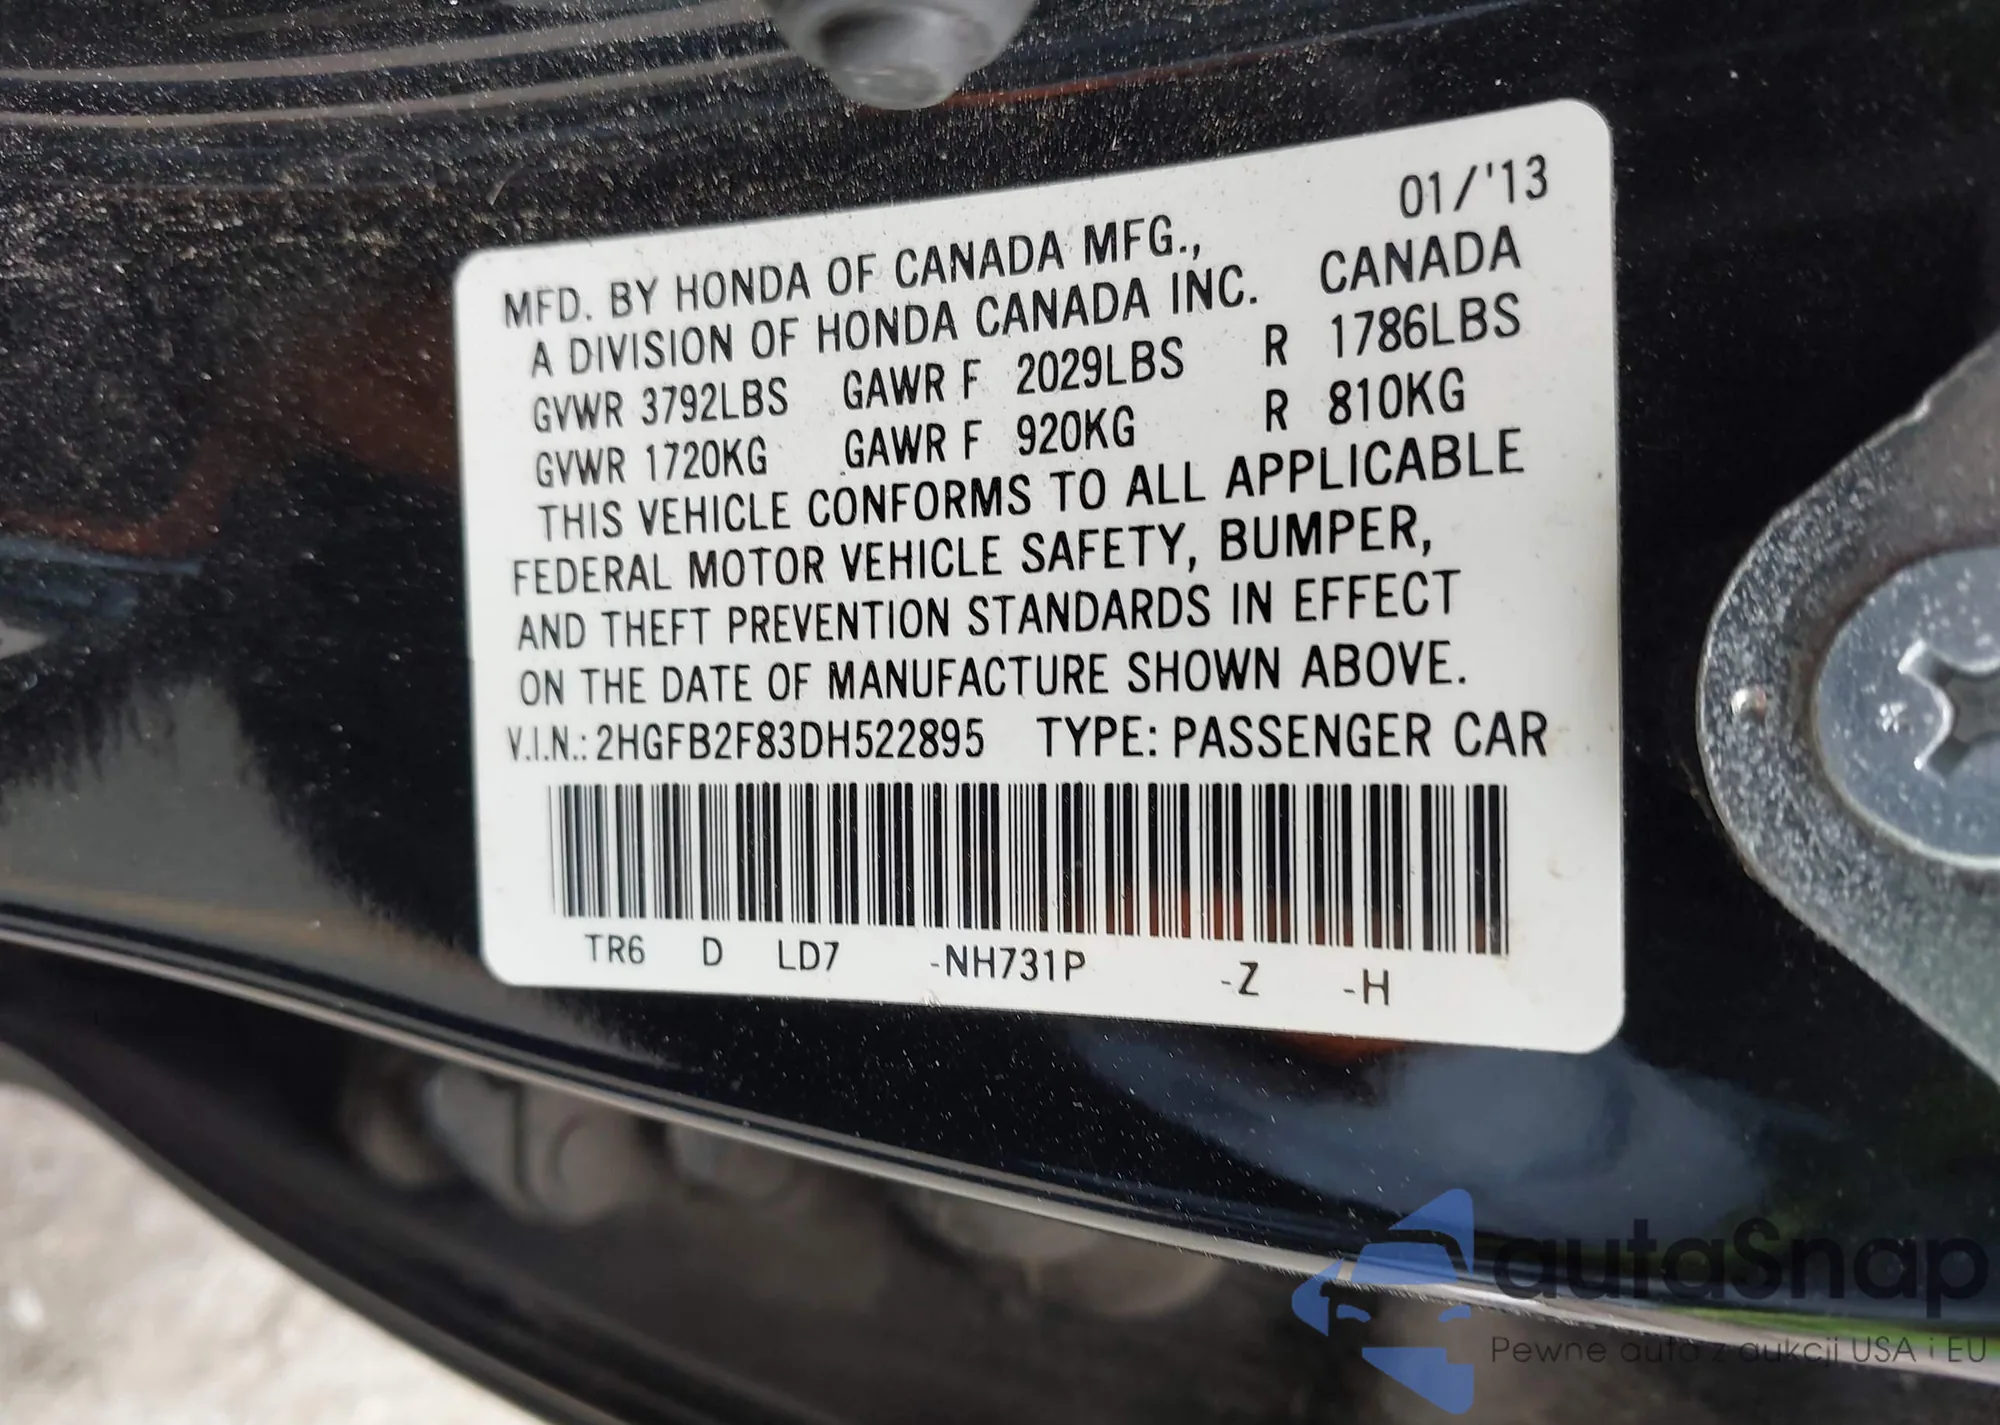 01/'13
MFD. BY HONDA OF CANADA MFG.,
A DIVISION OF HONDA CANADA INC. CANADA
GVWR 3792LBS GAWR F 2029LBS R 1786LBS
GVWR 1720KG GAWR F 920KG R 810KG
THIS VEHICLE CONFORMS TO ALL APPLICABLE
FEDERAL MOTOR VEHICLE SAFETY, BUMPER,
AND THEFT PREVENTION STANDARDS IN EFFECT
ON THE DATE OF MANUFACTURE SHOWN ABOVE.
V.I.N.: 2HGFB2F83DH522895 TYPE: PASSENGER CAR
TR6 D LD7 -NH731P -Z -H
autaSnap
Pewne auta z aukcji USA i EU